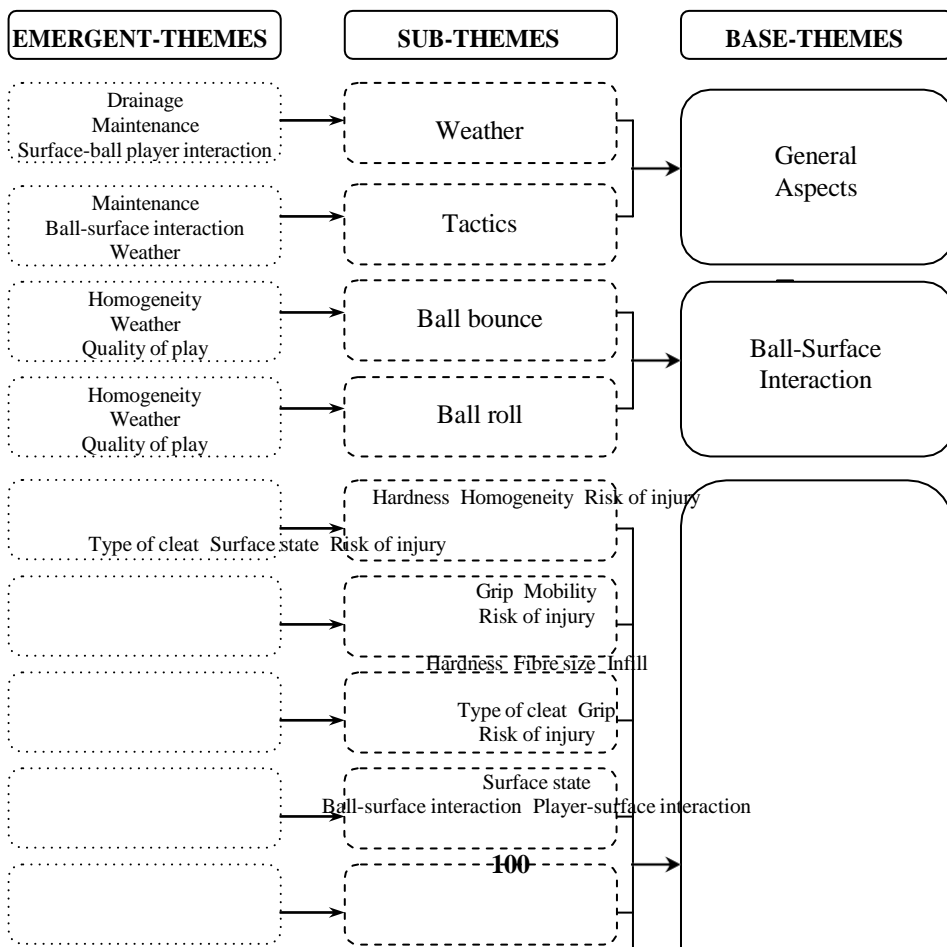 EMERGENT-THEMES
SUB-THEMES
BASE-THEMES
Drainage
Maintenance
Surface-ball player interaction
Weather
General
Aspects
Maintenance
Ball-surface interaction
Weather
Tactics
Homogeneity
Weather
Quality of play
Ball bounce
Ball-Surface
Interaction
Homogeneity
Weather
Quality of play
Ball roll
Hardness Homogeneity Risk of injury
Type of cleat Surface state Risk of injury
Grip Mobility
Risk of injury
Hardness Fibre size Infill
Type of cleat Grip
Risk of injury
Surface state
Ball-surface interaction Player-surface interaction
100